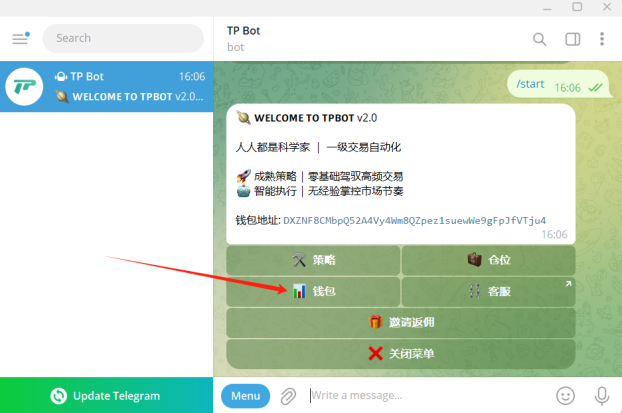 Search
TP Bot
bot
TP
TP Bot
16:06
WELCOME TO TPBOT v2.0...
/start
16:06
WELCOME TO TPBOT v2.0
人人都是科学家 | 一级交易自动化
成熟策略 | 零基础驾驭高频交易
智能执行 | 无经验掌控市场节奏
钱包地址: DXZNF8CMbpQ52A4Vy4Wm8QZpez1suewWe9gFpJfVTju4
16:06
策略
仓位
钱包
客服
邀请返佣
关闭菜单
Update Telegram
Menu
Write a message...